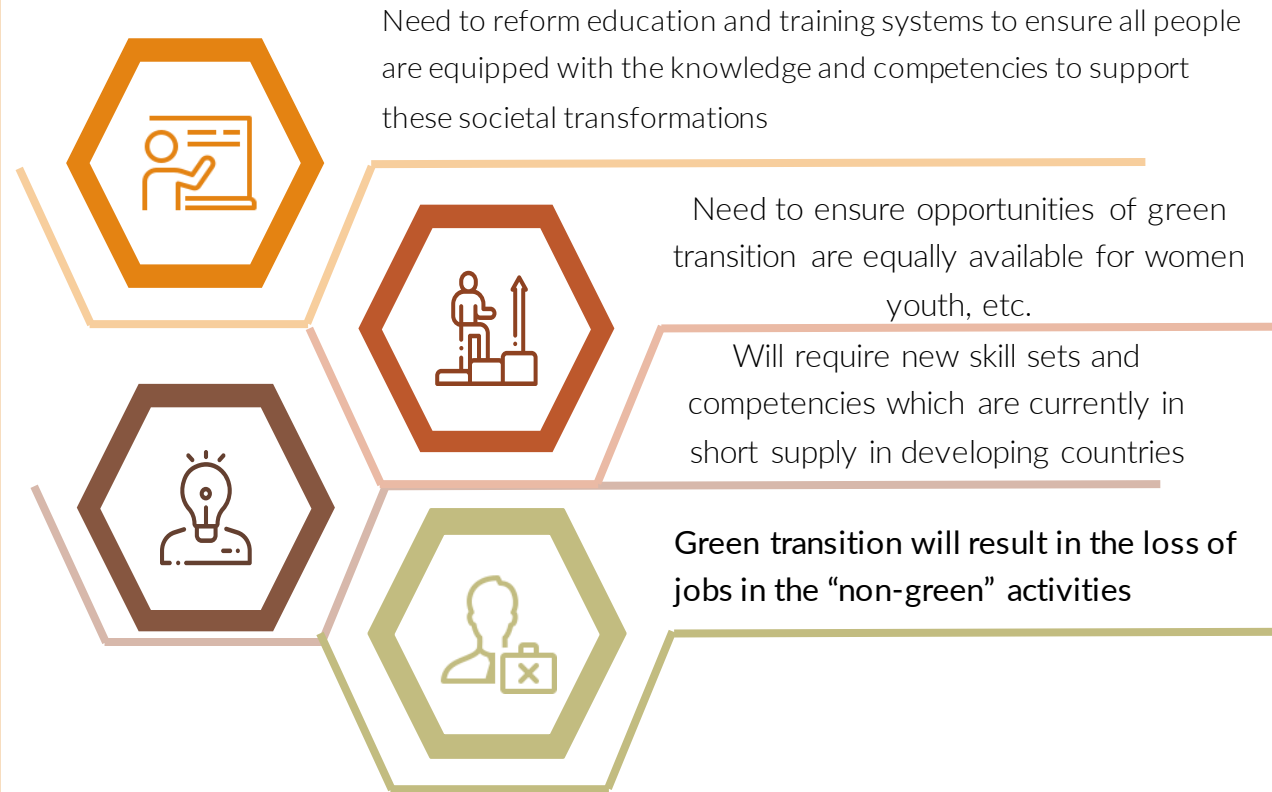 Need to reform education and training systems to ensure all people
are equipped with the knowledge and competencies to support
these societal transformations
Need to ensure opportunities of green
transition are equally available for women
youth, etc.
Will require new skill sets and
competencies which are currently in
short supply in developing countries
Green transition will result in the loss of
jobs in the “non-green” activities